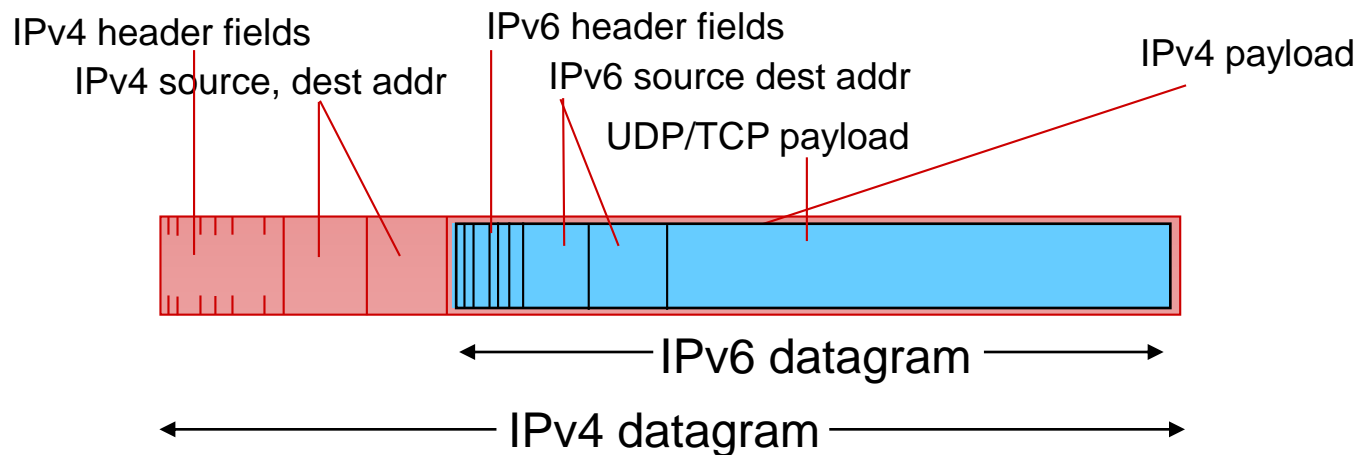 IPv4 header fields
IPv6 header fields
IPv4 payload
IPv4 source, dest addr
IPv6 source dest addr
UDP/TCP payload
IPv6 datagram
IPv4 datagram